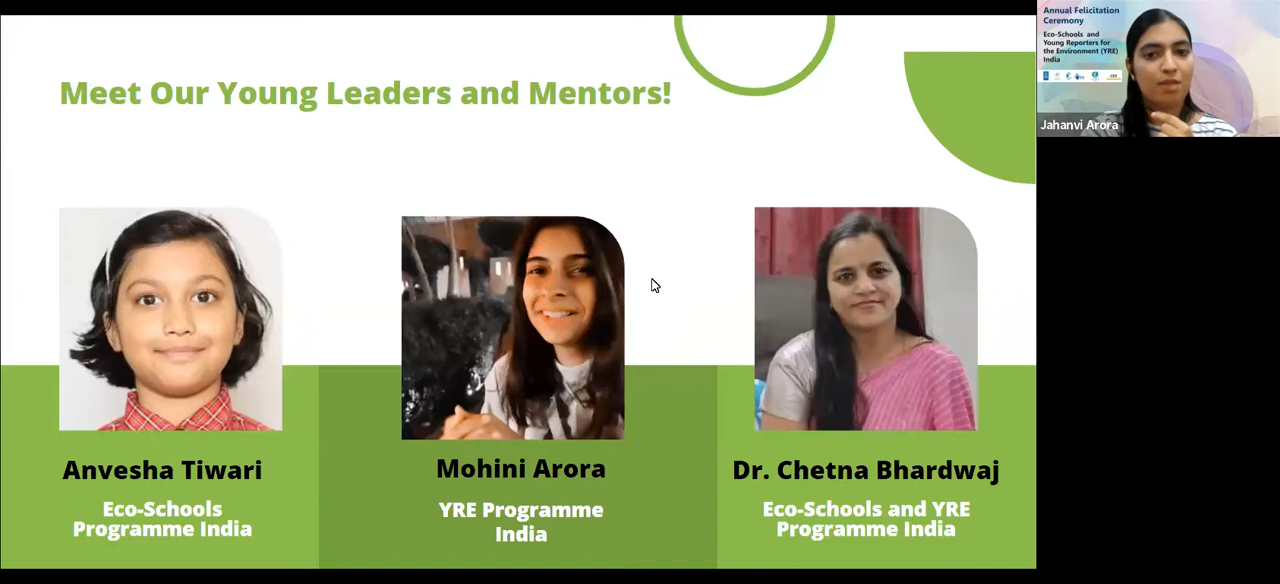 Meet Our Young Leaders and Mentors!
Anvesha Tiwari
Eco-Schools
Programme India
Mohini Arora
YRE Programme
India
Dr. Chetna Bhardwaj
Eco-Schools and YRE
Programme India
Annual Felicitation
Ceremony
Eco-Schools and
Young Reporters for
the Environment (YRE)
India
Jahanvi Arora